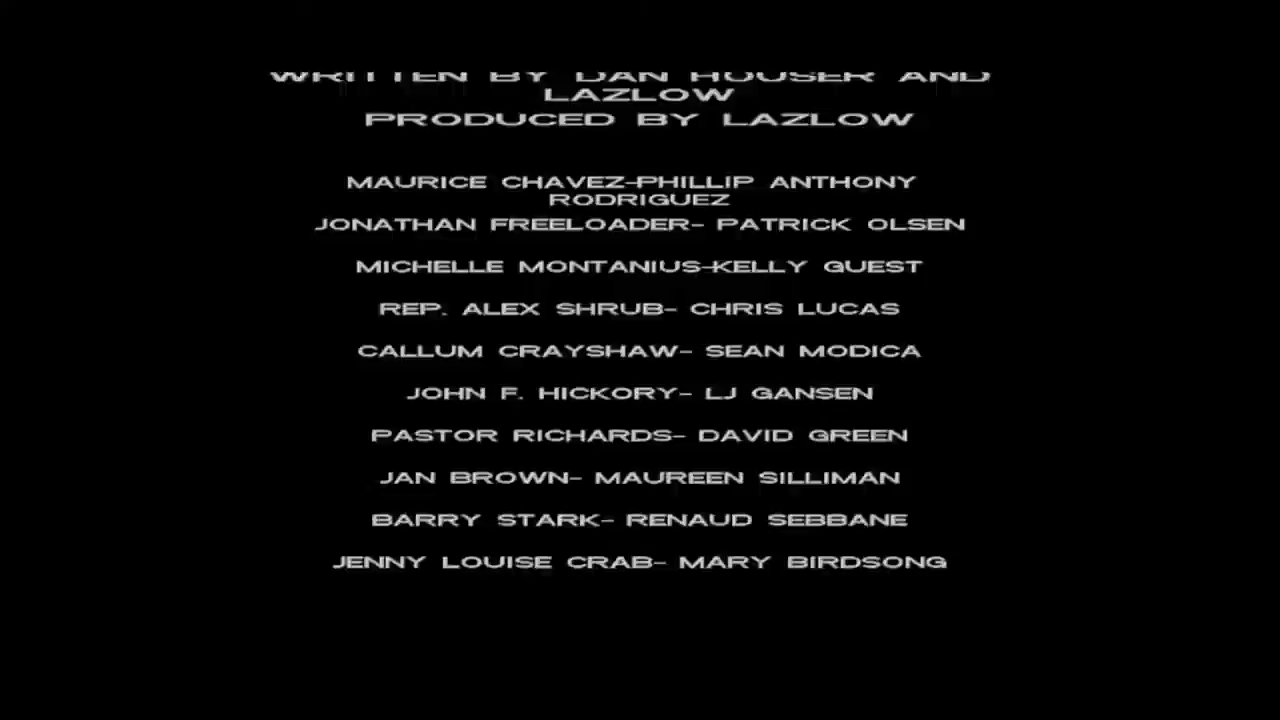 WRITTEN BY DAN HOUSER AND
LAZLOW
PRODUCED BY LAZLOW
MAURICE CHAVEZ-PHILLIP ANTHONY
RODRIGUEZ
JONATHAN FREELOADER- PATRICK OLSEN
MICHELLE MONTANIUS-KELLY GUEST
REP. ALEX SHRUB- CHRIS LUCAS
CALLUM CRAYSHAW- SEAN MODICA
JOHN F. HICKORY- LJ GANSEN
PASTOR RICHARDS- DAVID GREEN
JAN BROWN- MAUREEN SILLIMAN
BARRY STARK- RENAUD SEBBANE
JENNY LOUISE CRAB- MARY BIRDSONG